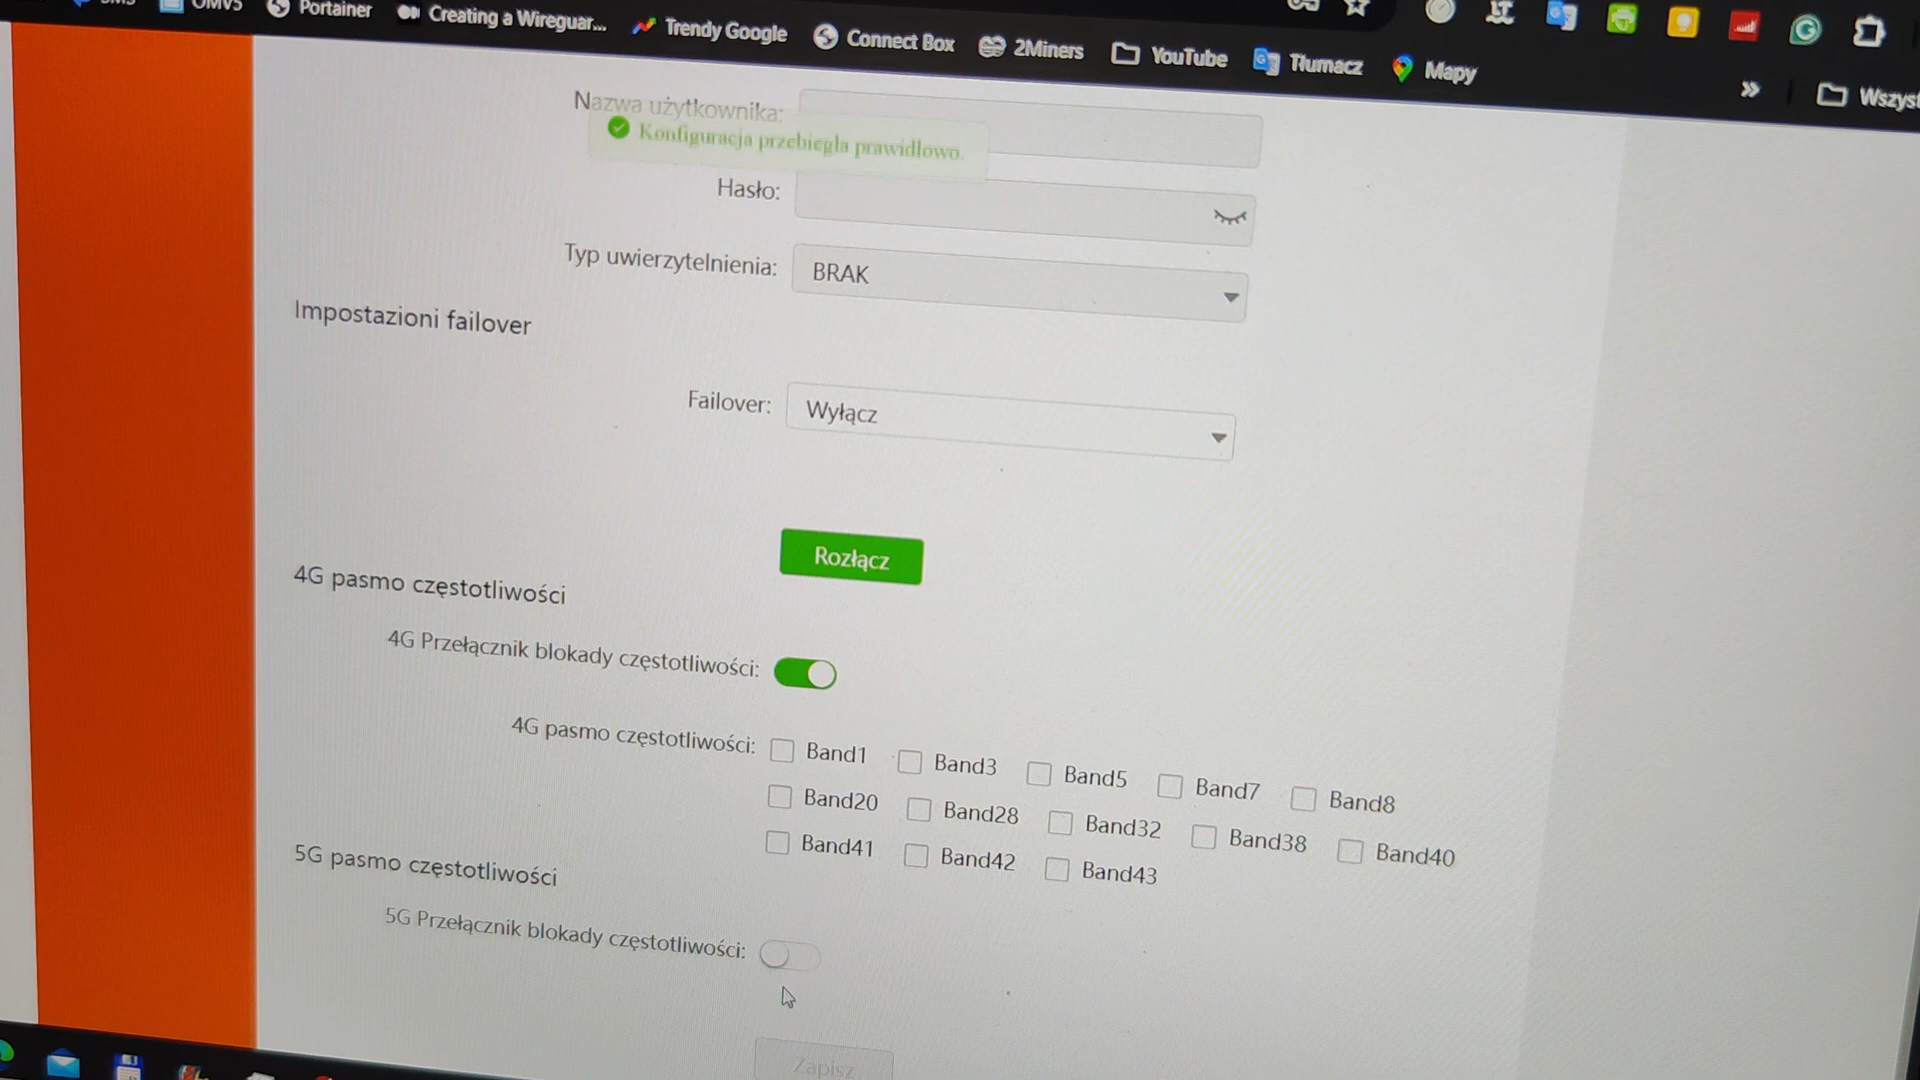 OMV5
Portainer
Creating a Wireguar...
Trendy Google
Connect Box
2Miners
YouTube
Tłumacz
Mapy
»
Wszyst
Nazwa użytkownika:
Konfiguracja przebiegła prawidłowo.
Hasło:
Typ uwierzytelnienia: BRAK
Impostazioni failover
Failover: Wyłącz
Rozłącz
4G pasmo częstotliwości
4G Przełącznik blokady częstotliwości:
4G pasmo częstotliwości: Band1 Band3 Band5 Band7 Band8
Band20 Band28 Band32 Band38 Band40
Band41 Band42 Band43
5G pasmo częstotliwości
5G Przełącznik blokady częstotliwości:
Zapisz